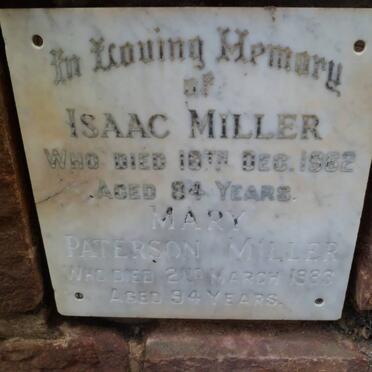 In Loving Memory
of
ISAAC MILLER
WHO DIED 18TH DEC. 1962
AGED 84 YEARS.
MARY
PATERSON MILLER
WHO DIED 2ND MARCH
AGED 94 YEARS.